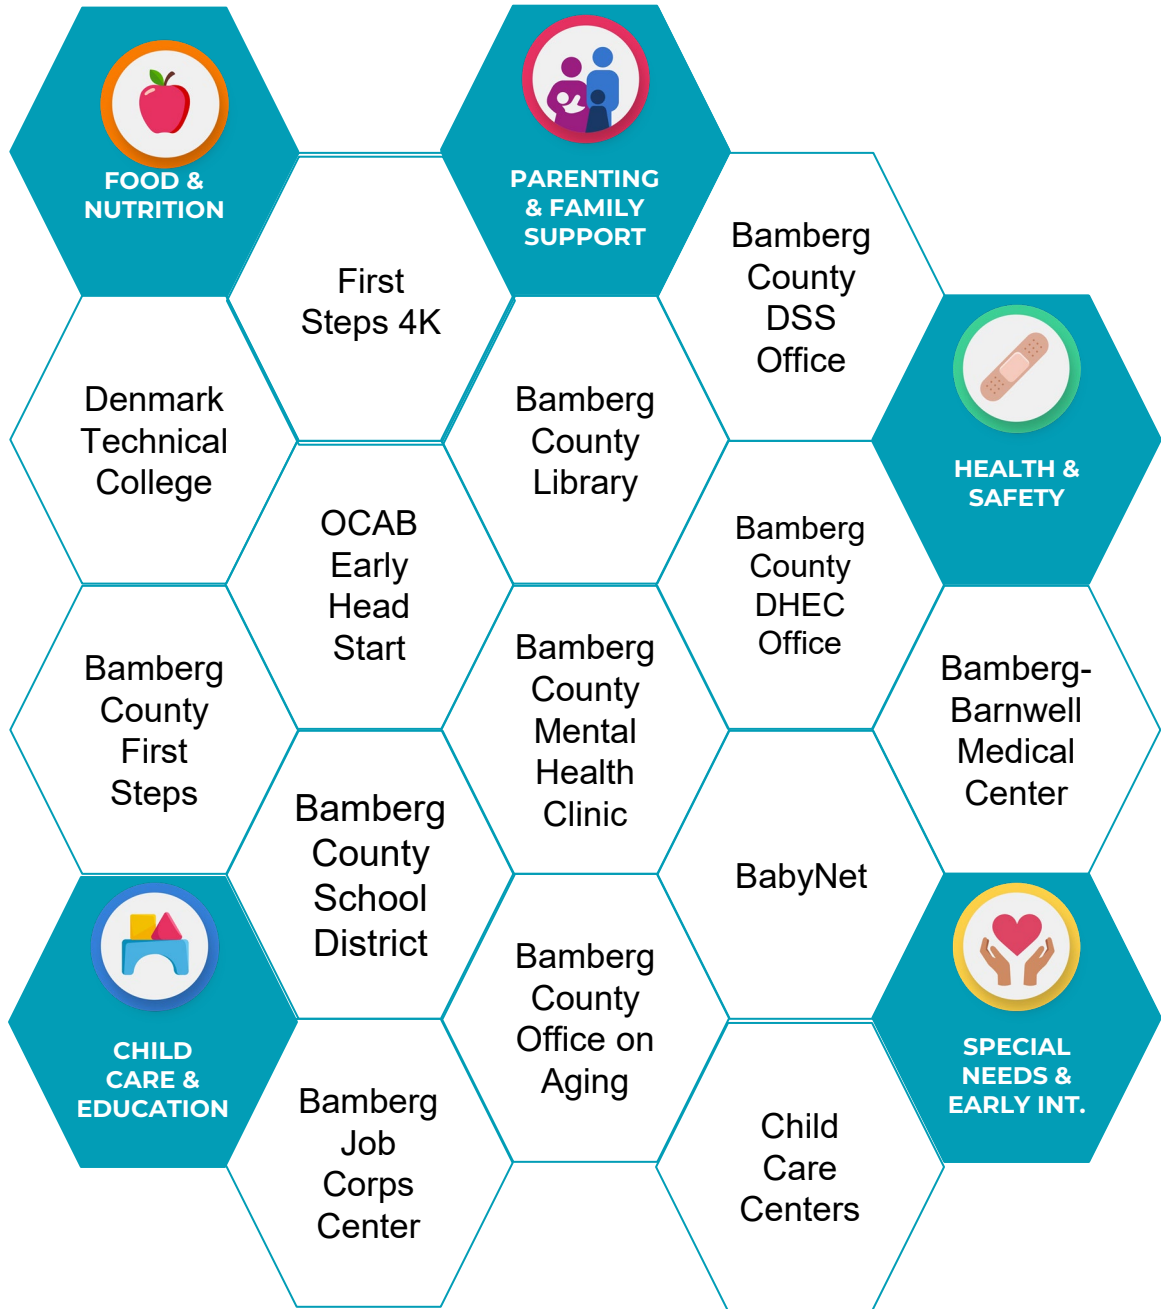 FOOD &
NUTRITION
PARENTING
& FAMILY
SUPPORT
First
Steps 4K
Bamberg
County
DSS
Office
Denmark
Technical
College
Bamberg
County
Library
HEALTH &
SAFETY
OCAB
Early
Head
Start
Bamberg
County
DHEC
Office
Bamberg
County
First
Steps
Bamberg
County
Mental
Health
Clinic
Bamberg-
Barnwell
Medical
Center
Bamberg
County
School
District
BabyNet
CHILD
CARE &
EDUCATION
Bamberg
County
Office on
Aging
SPECIAL
NEEDS &
EARLY INT.
Bamberg
Job
Corps
Center
Child
Care
Centers